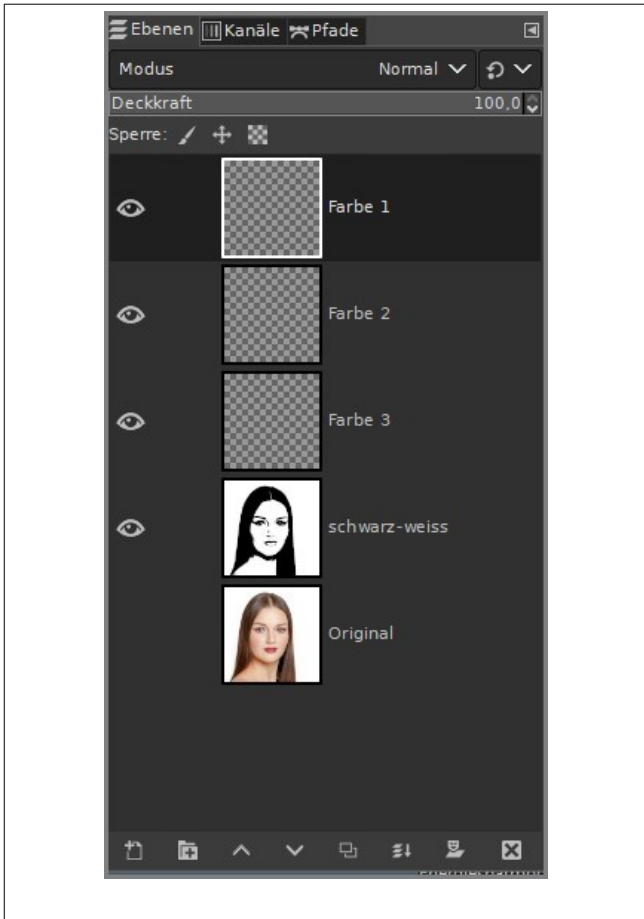 Ebenen Kanäle Pfade
Modus Normal
Deckkraft 100,0
Sperre:
Farbe 1
Farbe 2
Farbe 3
schwarz-weiss
Original